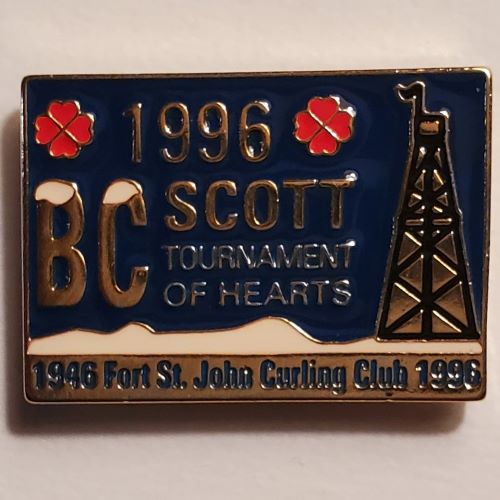 1996
BC SCOTT
TOURNAMENT
OF HEARTS
1946 Fort St. John Curling Club 1996